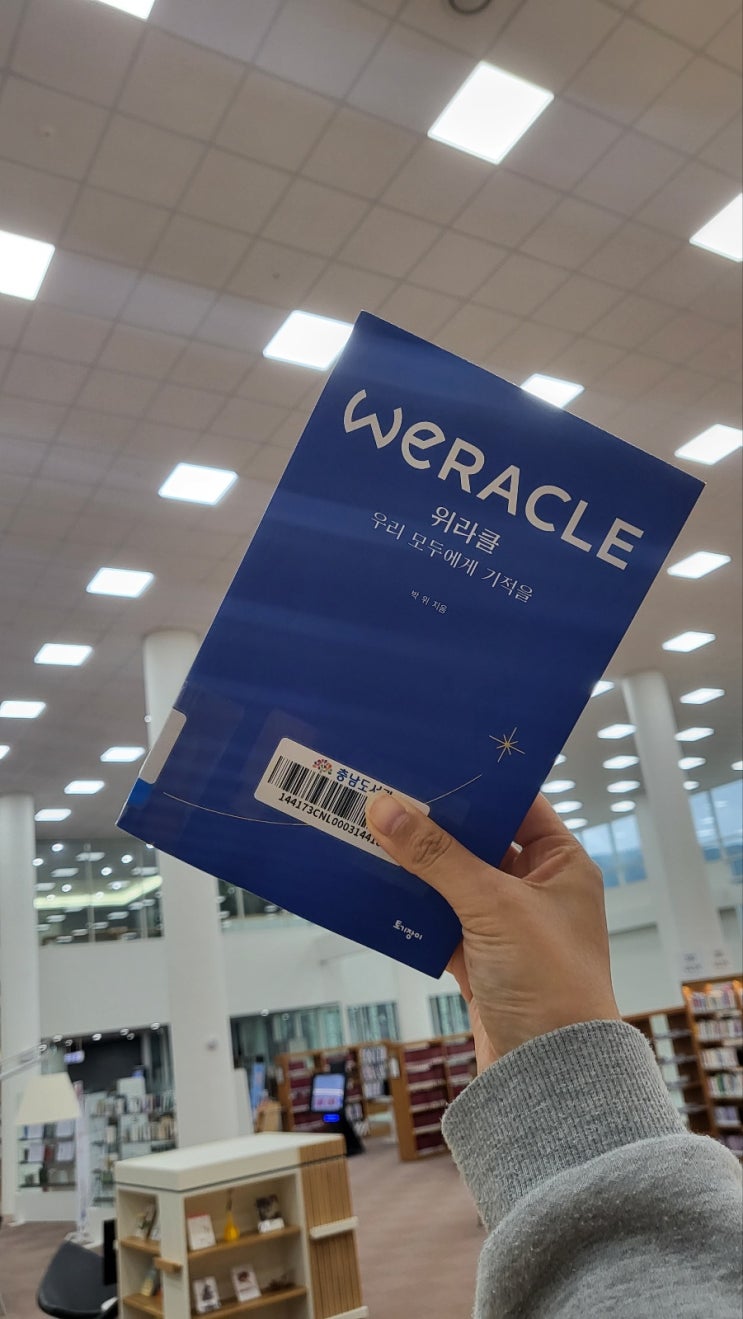 WERACLE
위라클
우리 모두에게 기적을
박 위 지음
충남도서관
144173CNL000314416
토기장이